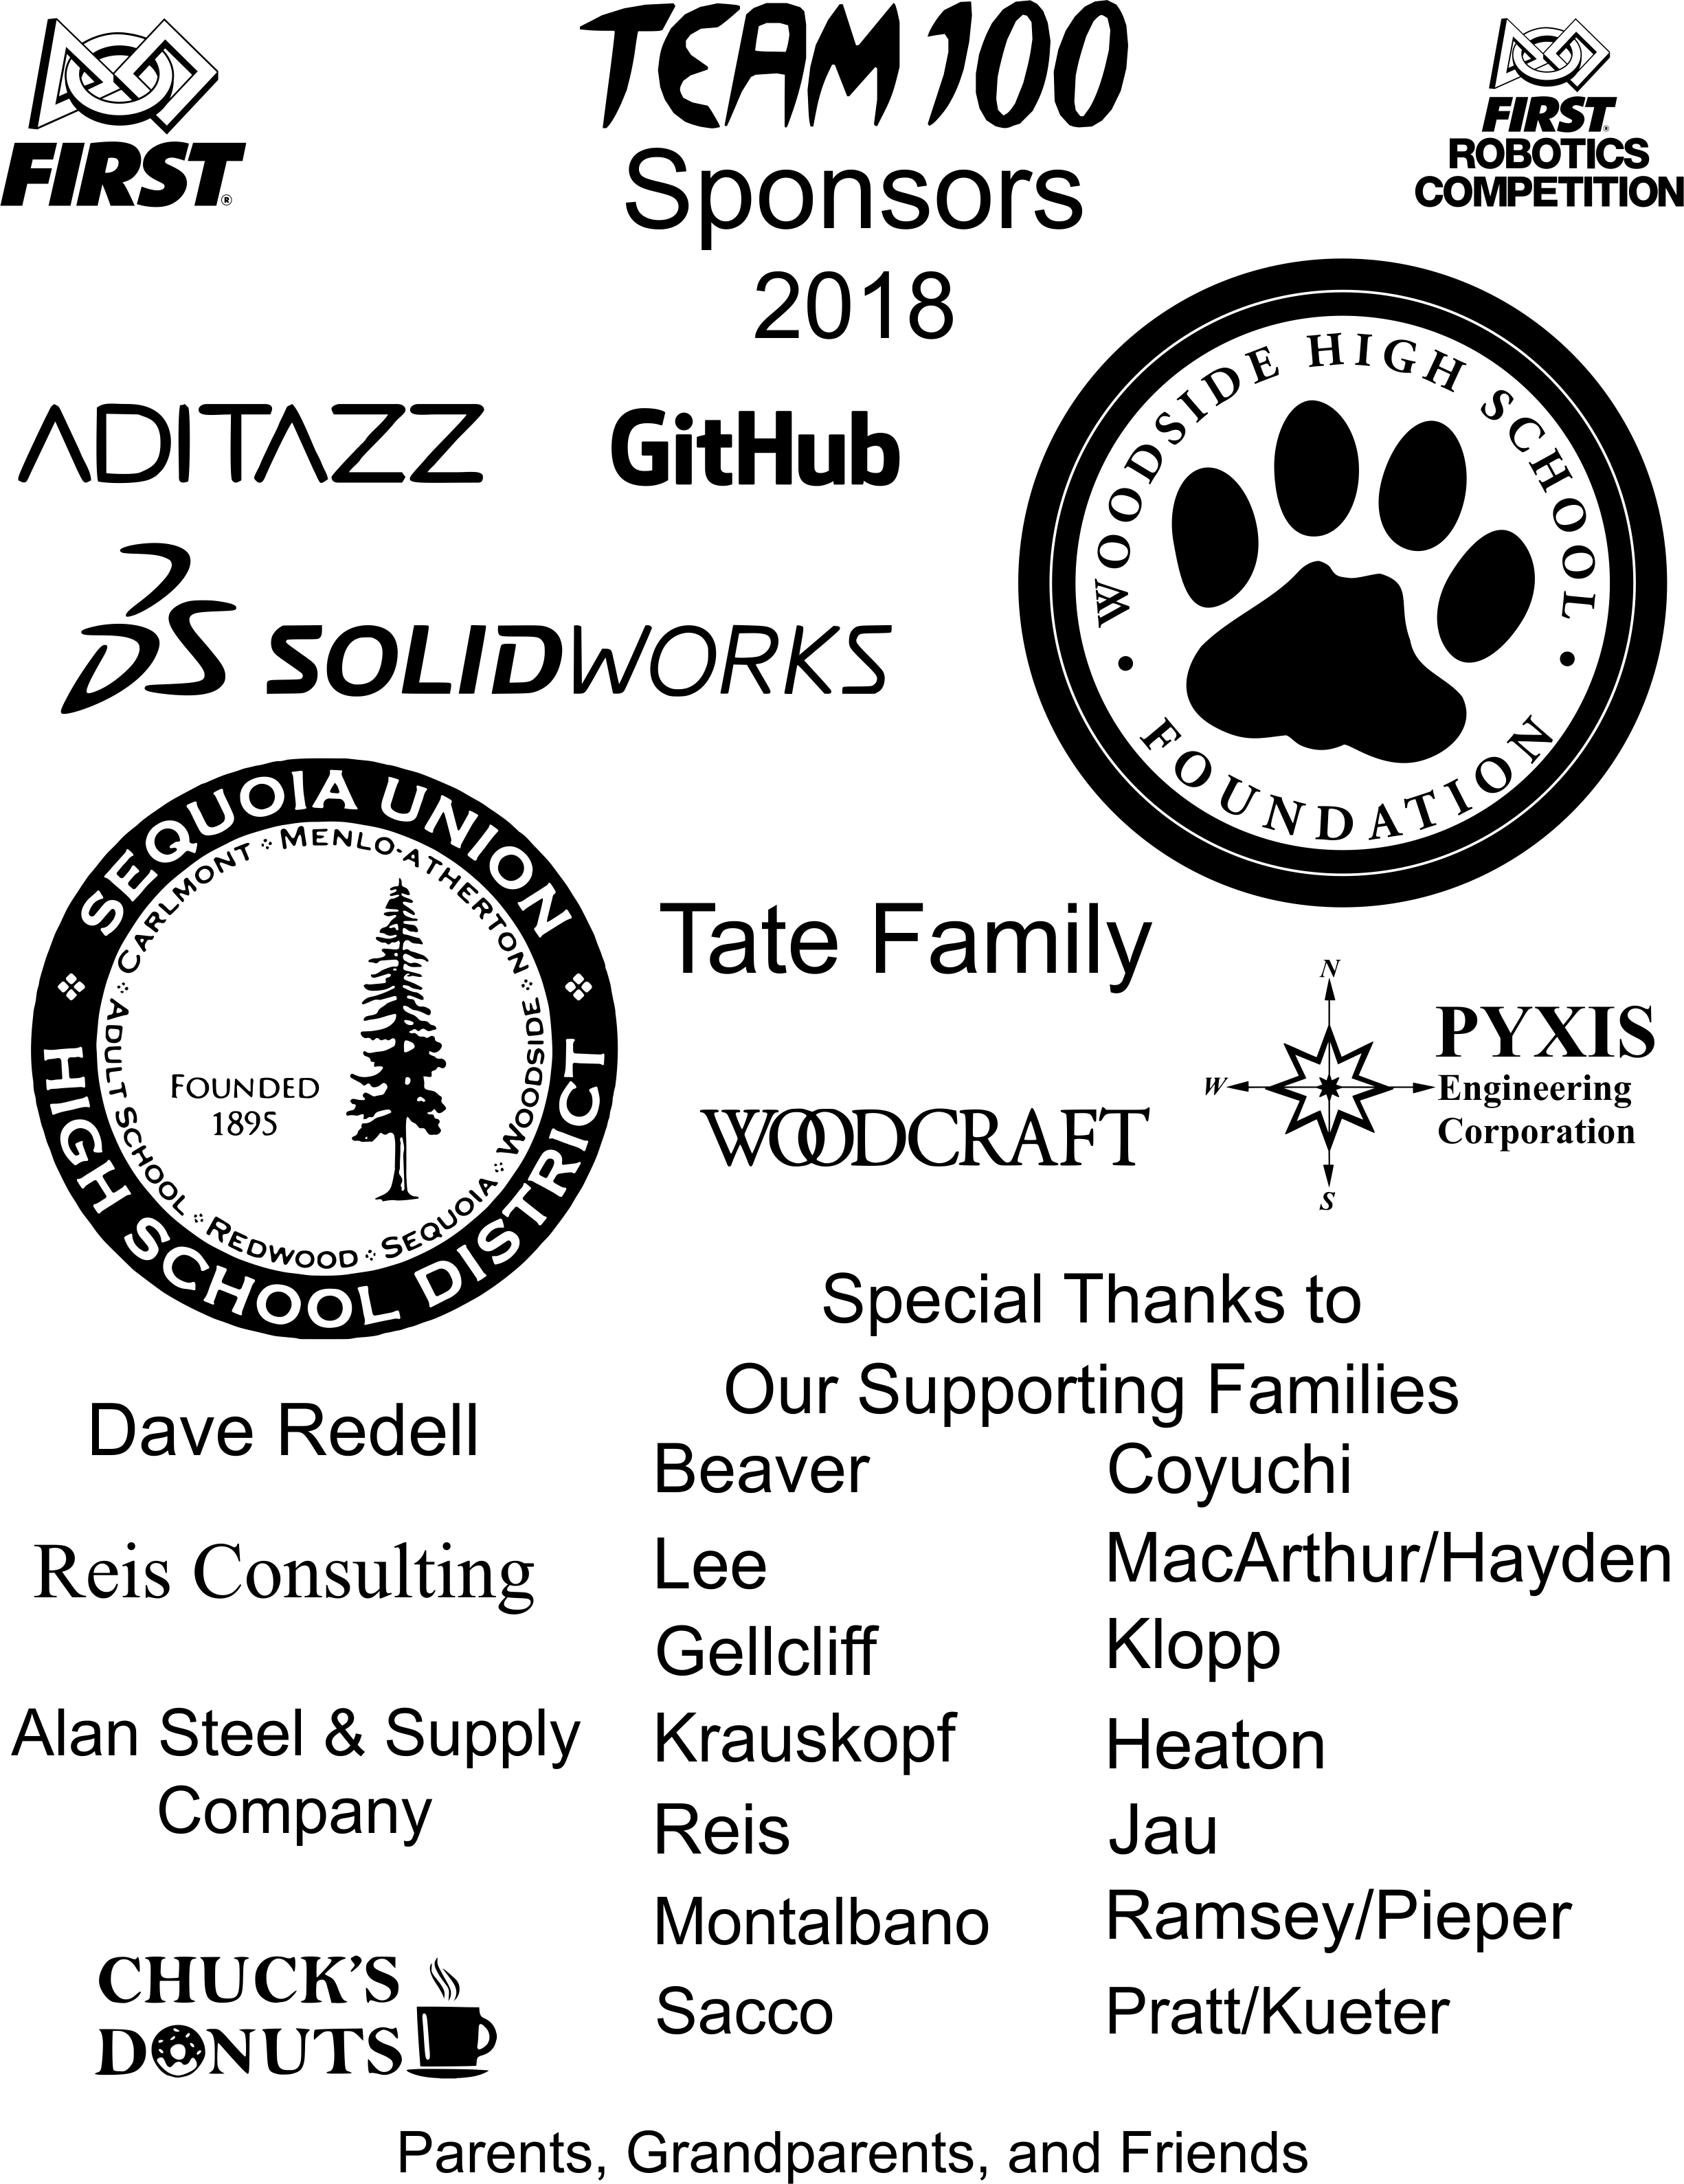 FIRST®
TEAM 100
Sponsors
2018
FIRST®
ROBOTICS
COMPETITION
ADITAZZ
GitHub
WOODSIDE HIGH SCHOOL
• FOUNDATION •
3DS SOLIDWORKS
SEQUOIA UNION
HIGH SCHOOL DISTRICT
CARLMONT
MENLO-ATHERTON
WOODSIDE
SEQUOIA
REDWOOD
ADULT SCHOOL
FOUNDED
1895
Tate Family
WOODCRAFT
N
W
S
PYXIS
Engineering
Corporation
Special Thanks to
Our Supporting Families
Beaver
Coyuchi
Lee
MacArthur/Hayden
Gellcliff
Klopp
Krauskopf
Heaton
Reis
Jau
Montalbano
Ramsey/Pieper
Sacco
Pratt/Kueter
Dave Redell
Reis Consulting
Alan Steel & Supply
Company
CHUCK'S
DONUTS
Parents, Grandparents, and Friends